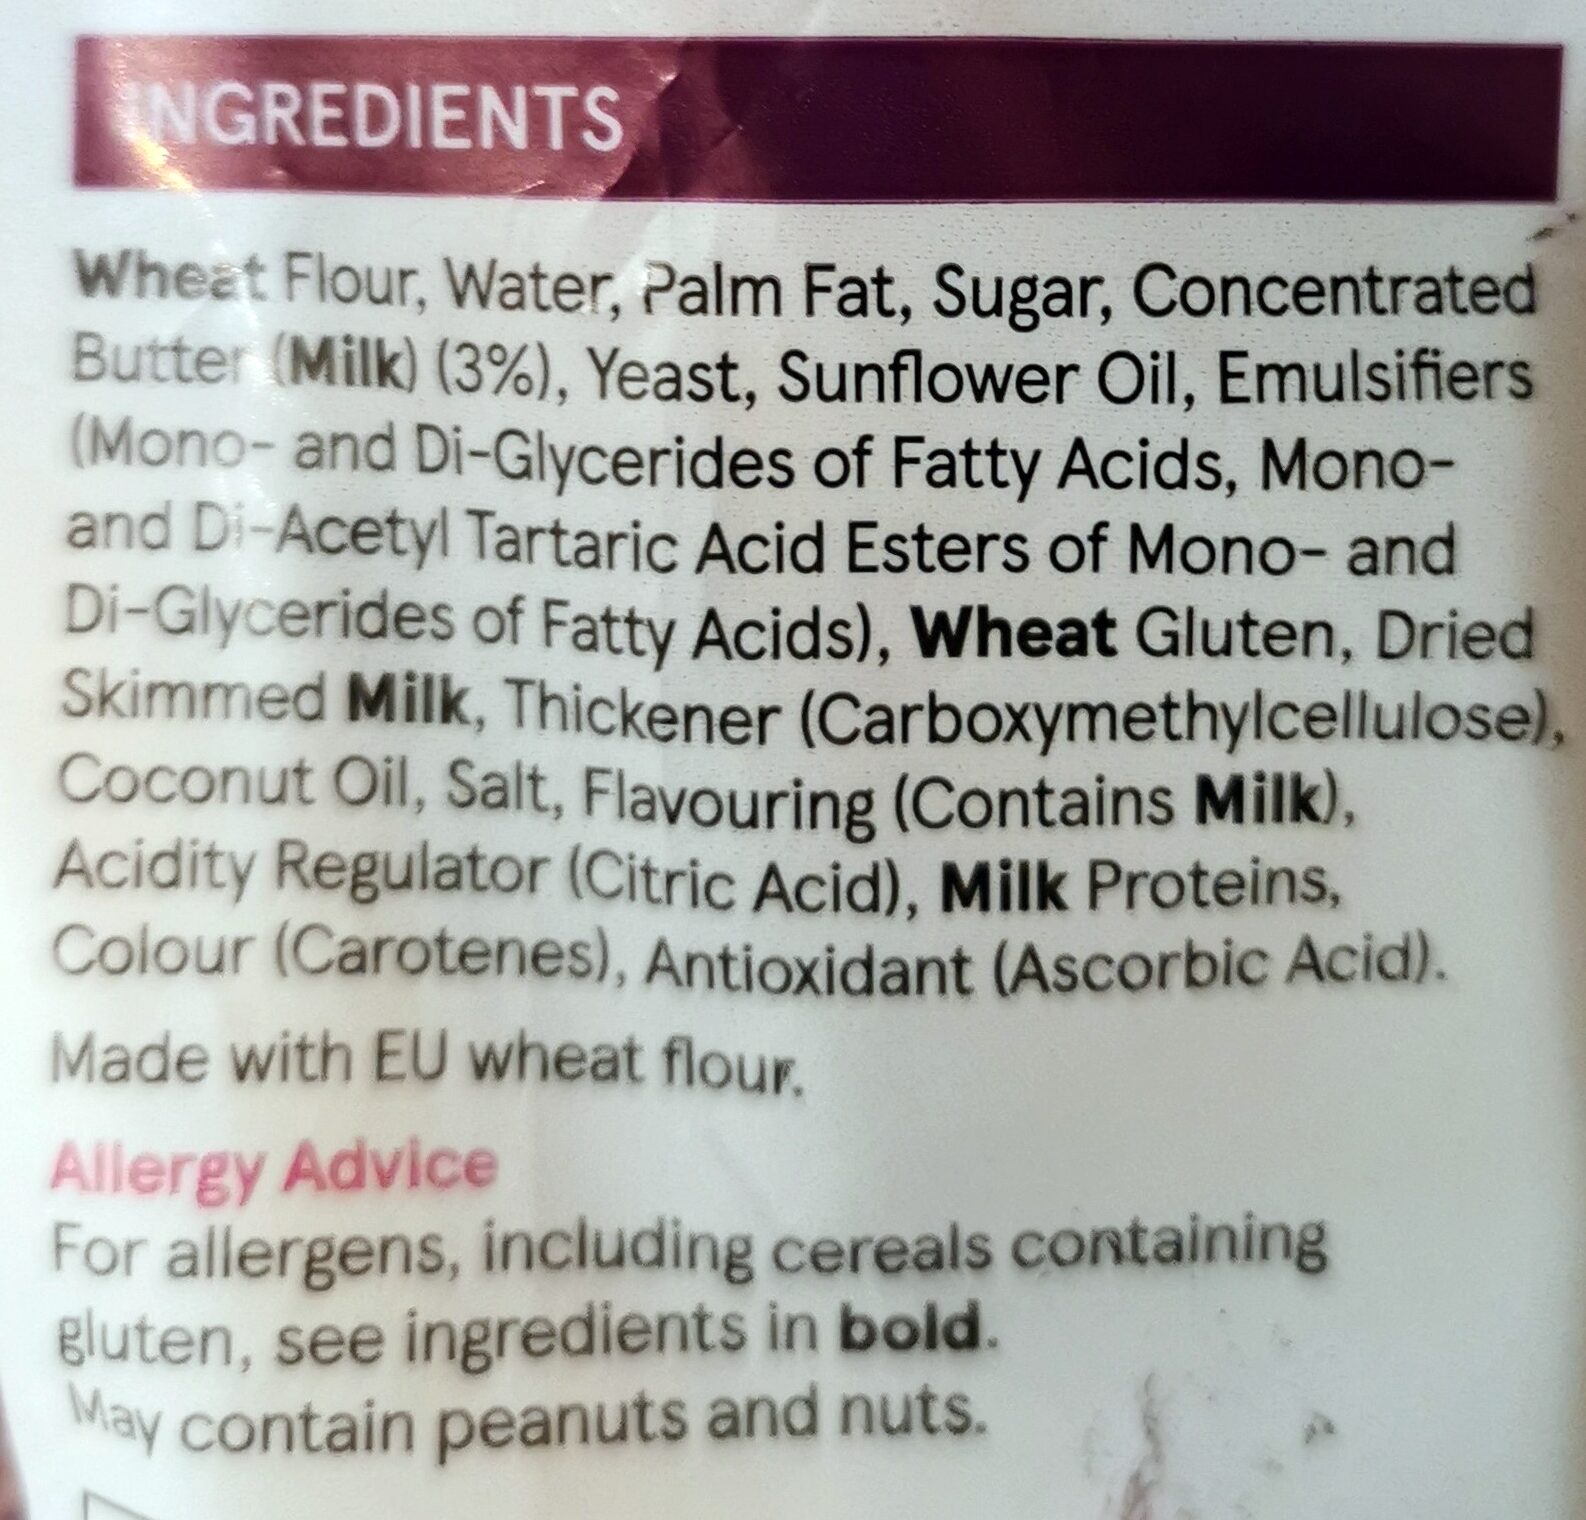 INGREDIENTS
Wheat Flour, Water, Palm Fat, Sugar, Concentrated
Butter (Milk) (3%), Yeast, Sunflower Oil, Emulsifiers
(Mono- and Di-Glycerides of Fatty Acids, Mono-
and Di-Acetyl Tartaric Acid Esters of Mono- and
Di-Glycerides of Fatty Acids), Wheat Gluten, Dried
Skimmed Milk, Thickener (Carboxymethylcellulose),
Coconut Oil, Salt, Flavouring (Contains Milk),
Acidity Regulator (Citric Acid), Milk Proteins,
Colour (Carotenes), Antioxidant (Ascorbic Acid).
Made with EU wheat flour.
Allergy Advice
For allergens, including cereals containing
gluten, see ingredients in bold.
May contain peanuts and nuts.